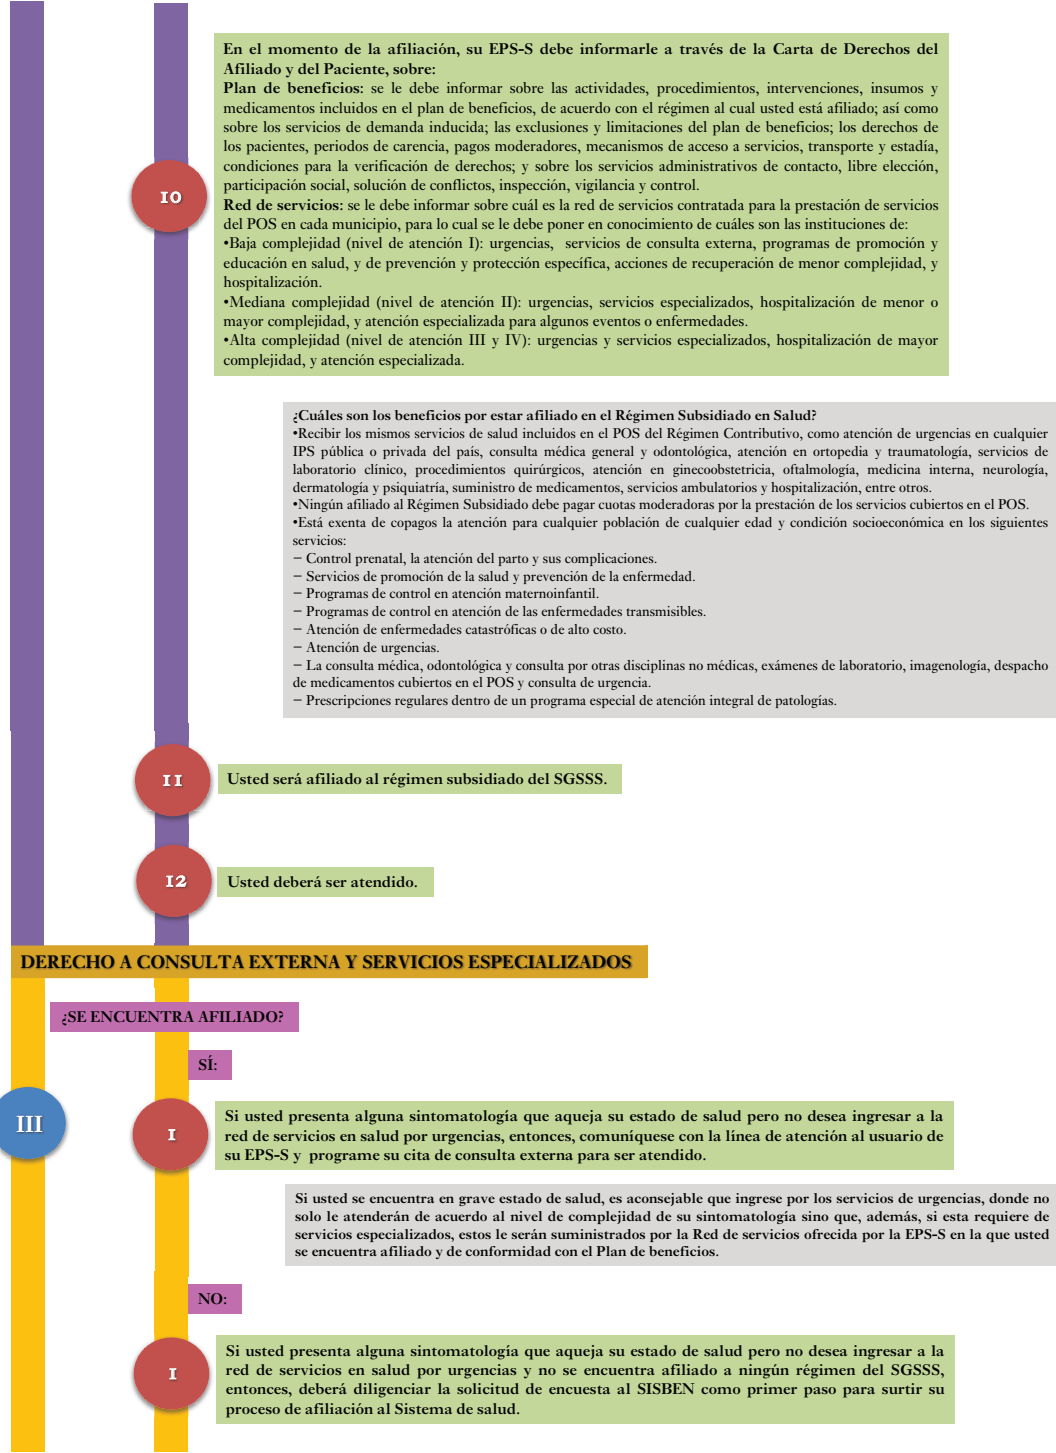 En el momento de la afiliación, su EPS-S debe informarle a través de la Carta de Derechos del
Afiliado y del Paciente, sobre:
Plan de beneficios: se le debe informar sobre las actividades, procedimientos, intervenciones, insumos y
medicamentos incluidos en el plan de beneficios, de acuerdo con el régimen al cual usted está afiliado; así como
sobre los servicios de demanda inducida; las exclusiones y limitaciones del plan de beneficios; los derechos de
los pacientes, periodos de carencia, pagos moderadores, mecanismos de acceso a servicios, transporte y estadía,
condiciones para la verificación de derechos; y sobre los servicios administrativos de contacto, libre elección,
participación social, solución de conflictos, inspección, vigilancia y control.
10
Red de servicios: se le debe informar sobre cuál es la red de servicios contratada para la prestación de servicios
del POS en cada municipio, para lo cual se le debe poner en conocimiento de cuáles son las instituciones de:
•Baja complejidad (nivel de atención I): urgencias, servicios de consulta externa, programas de promoción y
educación en salud, y de prevención y protección específica, acciones de recuperación de menor complejidad, y
hospitalización.
•Mediana complejidad (nivel de atención II): urgencias, servicios especializados, hospitalización de menor o
mayor complejidad, y atención especializada para algunos eventos o enfermedades.
•Alta complejidad (nivel de atención III y IV): urgencias y servicios especializados, hospitalización de mayor
complejidad, y atención especializada.
¿Cuáles son los beneficios por estar afiliado en el Régimen Subsidiado en Salud?
•Recibir los mismos servicios de salud incluidos en el POS del Régimen Contributivo, como atención de urgencias en cualquier
IPS pública o privada del país, consulta médica general y odontológica, atención en ortopedia y traumatología, servicios de
laboratorio clínico, procedimientos quirúrgicos, atención en ginecoobstetricia, oftalmología, medicina interna, neurología,
dermatología y psiquiatría, suministro de medicamentos, servicios ambulatorios y hospitalización, entre otros.
•Ningún afiliado al Régimen Subsidiado debe pagar cuotas moderadoras por la prestación de los servicios cubiertos en el POS.
•Está exenta de copagos la atención para cualquier población de cualquier edad y condición socioeconómica en los siguientes
servicios:
– Control prenatal, la atención del parto y sus complicaciones.
– Servicios de promoción de la salud y prevención de la enfermedad.
– Programas de control en atención maternoinfantil.
– Programas de control en atención de las enfermedades transmisibles.
– Atención de enfermedades catastróficas o de alto costo.
– Atención de urgencias.
– La consulta médica, odontológica y consulta por otras disciplinas no médicas, exámenes de laboratorio, imagenología, despacho
de medicamentos cubiertos en el POS y consulta de urgencia.
– Prescripciones regulares dentro de un programa especial de atención integral de patologías.
11
Usted será afiliado al régimen subsidiado del SGSSS.
12
Usted deberá ser atendido.
DERECHO A CONSULTA EXTERNA Y SERVICIOS ESPECIALIZADOS
¿SE ENCUENTRA AFILIADO?
SÍ:
III
1
Si usted presenta alguna sintomatología que aqueja su estado de salud pero no desea ingresar a la
red de servicios en salud por urgencias, entonces, comuníquese con la línea de atención al usuario de
su EPS-S y programe su cita de consulta externa para ser atendido.
Si usted se encuentra en grave estado de salud, es aconsejable que ingrese por los servicios de urgencias, donde no
solo le atenderán de acuerdo al nivel de complejidad de su sintomatología sino que, además, si esta requiere de
servicios especializados, estos le serán suministrados por la Red de servicios ofrecida por la EPS-S en la que usted
se encuentra afiliado y de conformidad con el Plan de beneficios.
NO:
1
Si usted presenta alguna sintomatología que aqueja su estado de salud pero no desea ingresar a la
red de servicios en salud por urgencias y no se encuentra afiliado a ningún régimen del SGSSS,
entonces, deberá diligenciar la solicitud de encuesta al SISBEN como primer paso para surtir su
proceso de afiliación al Sistema de salud.